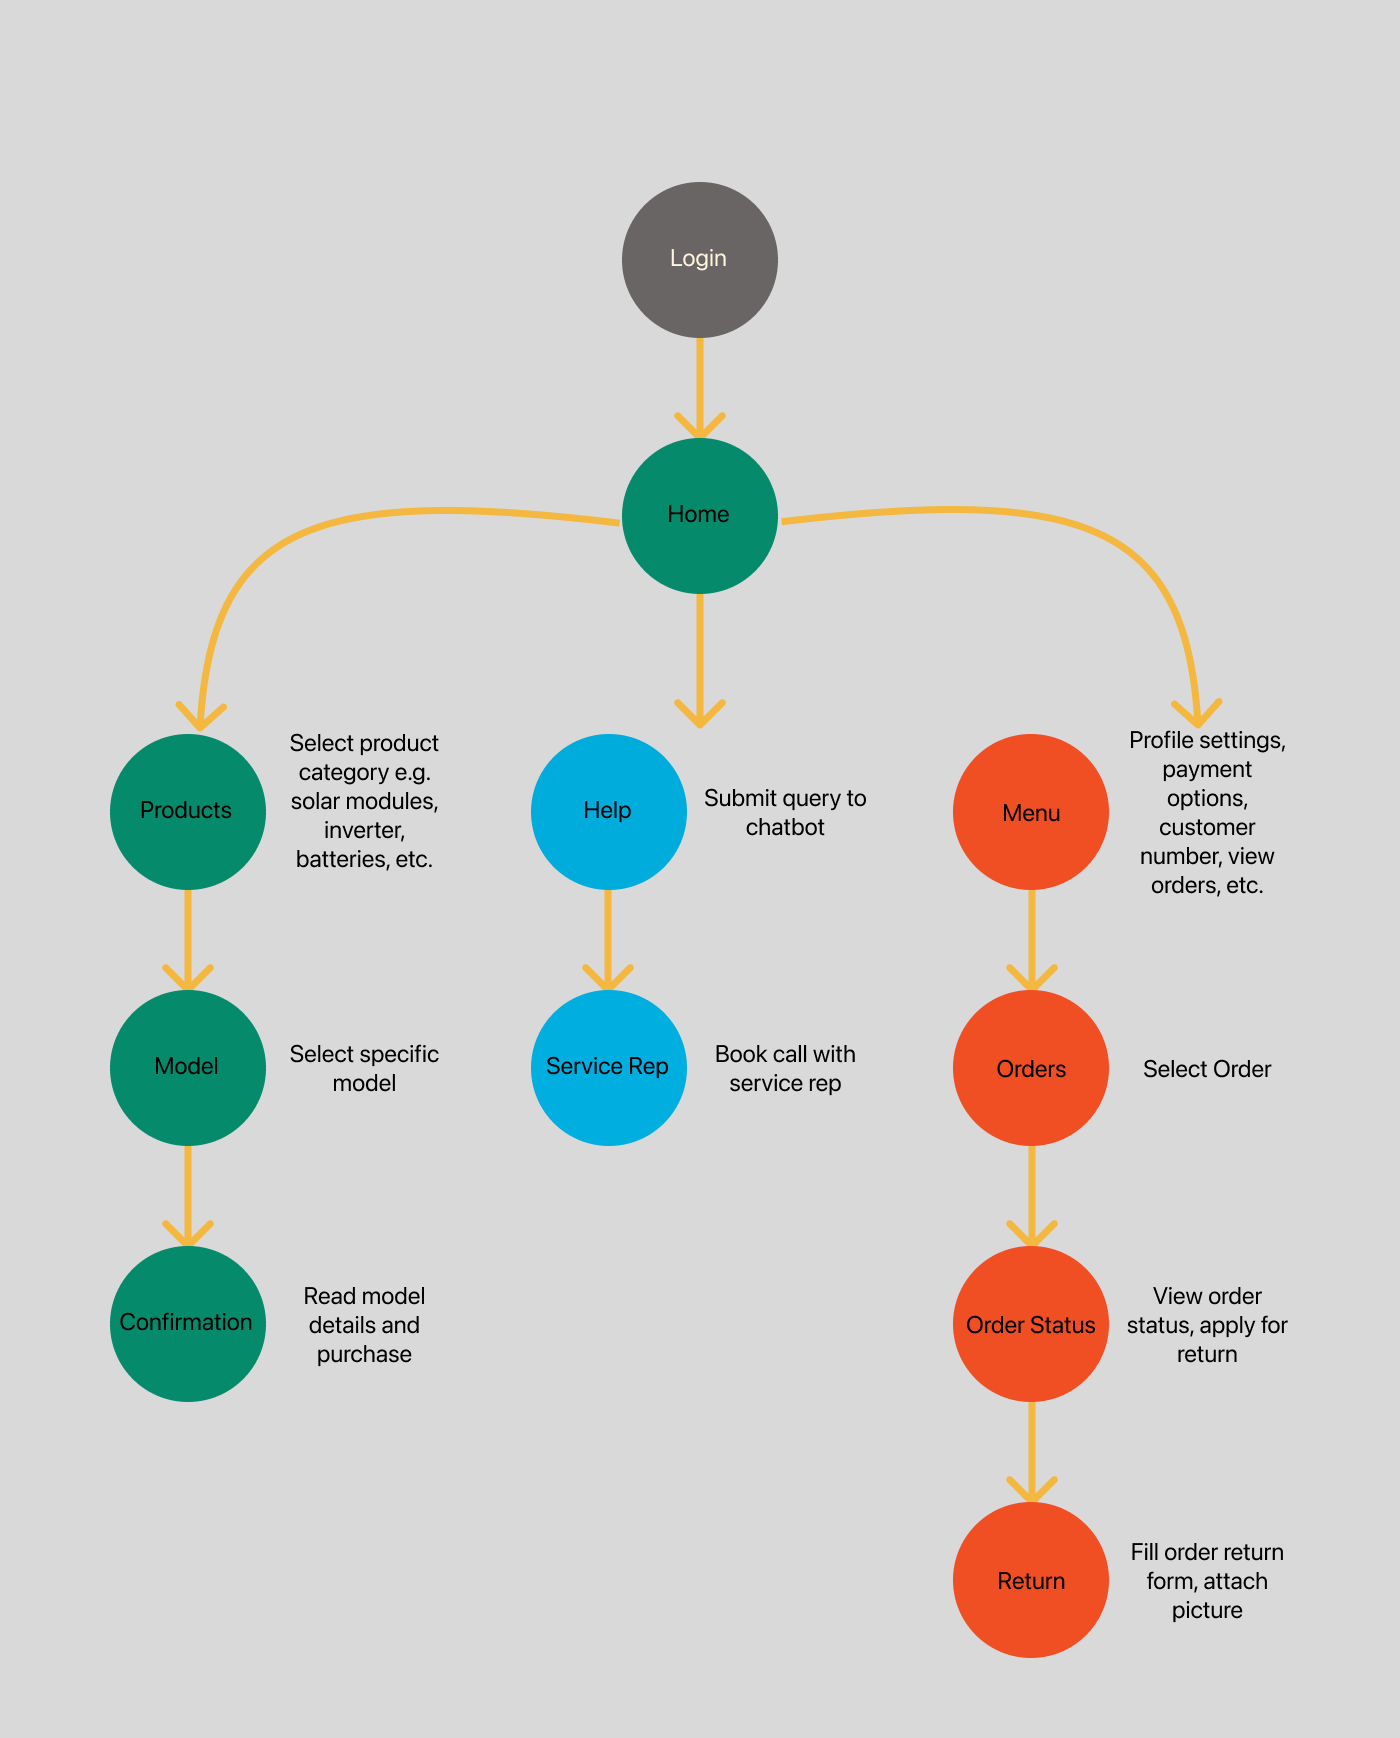 Login
Home
Products
Select product
category e.g.
solar modules,
inverter,
batteries, etc.
Help
Submit query to
chatbot
Menu
Profile settings,
payment
options,
customer
number, view
orders, etc.
Model
Select specific
model
Service Rep
Book call with
service rep
Orders
Select Order
Confirmation
Read model
details and
purchase
Order Status
View order
status, apply for
return
Return
Fill order return
form, attach
picture